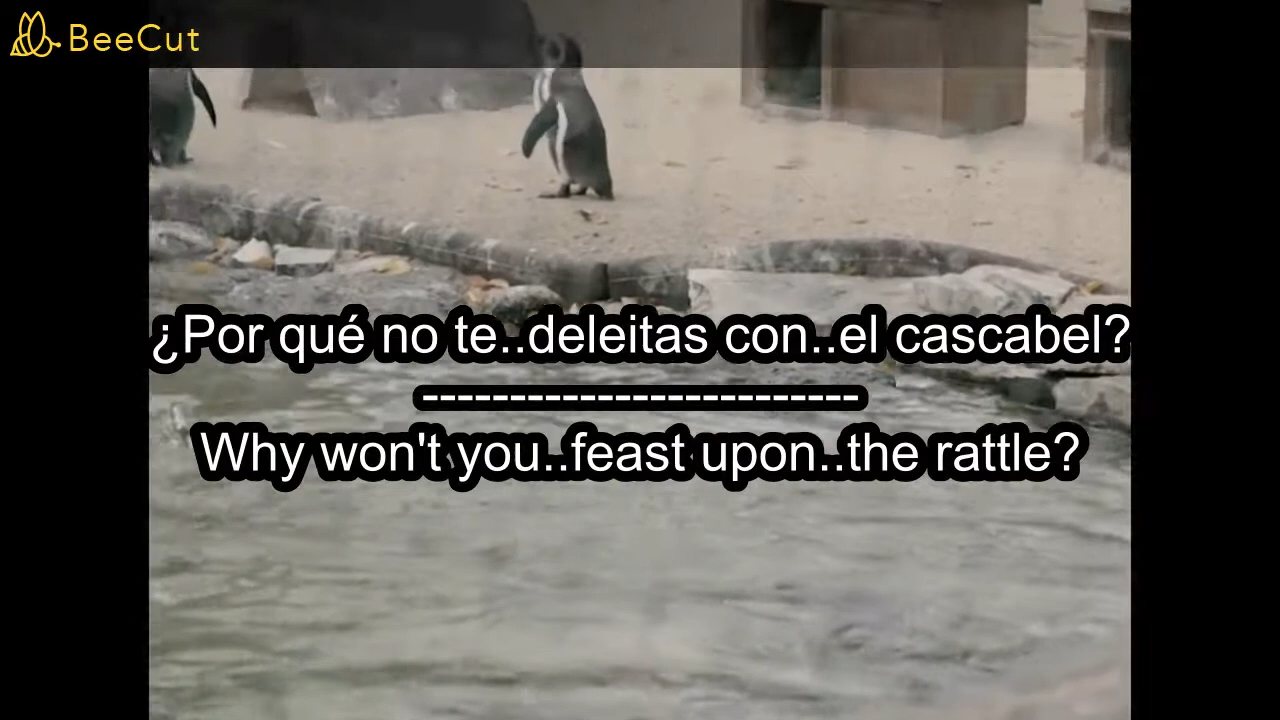 BeeCut
¿Por qué no te..deleitas con..el cascabel?
-------------------------
Why won't you..feast upon..the rattle?